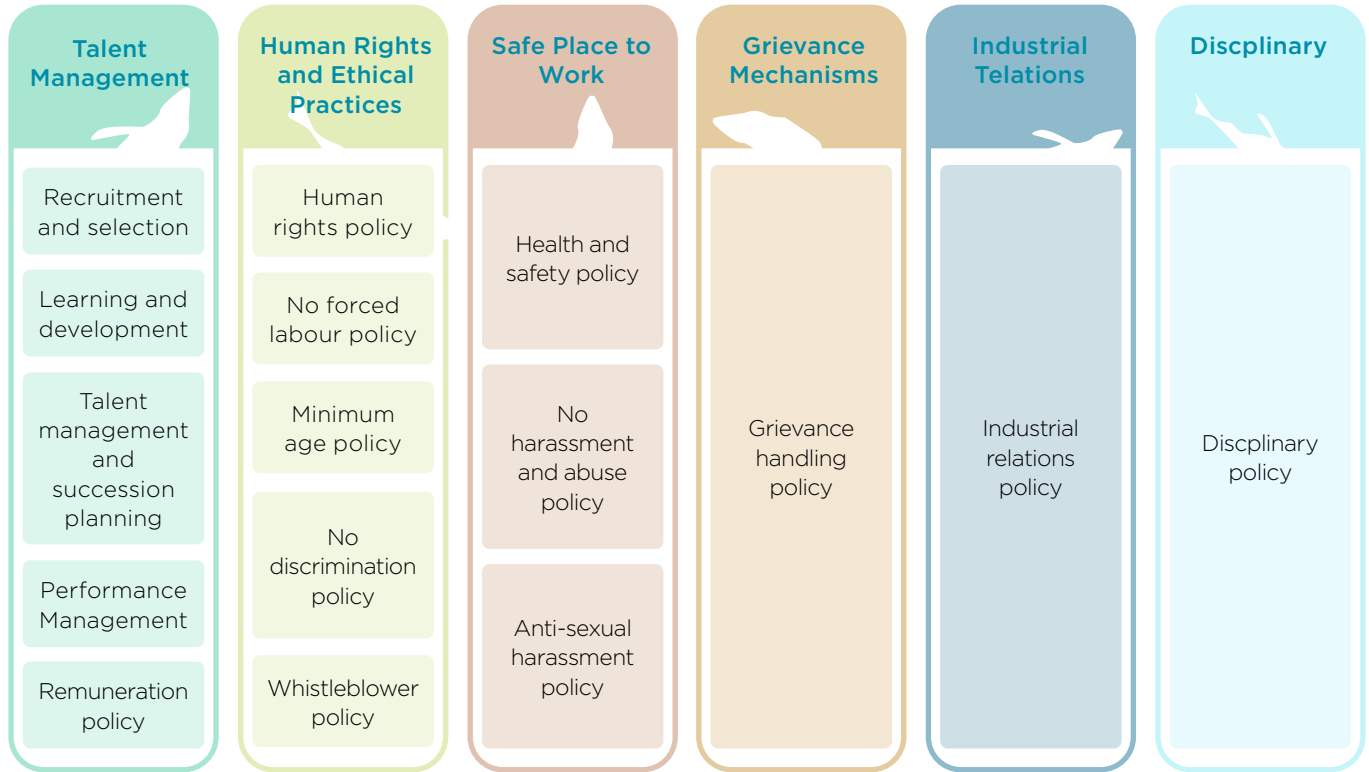 Talent
Management
Recruitment
and selection
Learning and
development
Talent
management
and
succession
planning
Performance
Management
Remuneration
policy
Human Rights
and Ethical
Practices
Human
rights policy
No forced
labour policy
Minimum
age policy
No
discrimination
policy
Whistleblower
policy
Safe Place to
Work
Health and
safety policy
No
harassment
and abuse
policy
Anti-sexual
harassment
policy
Grievance
Mechanisms
Grievance
handling
policy
Industrial
Telations
Industrial
relations
policy
Discplinary
Discplinary
policy